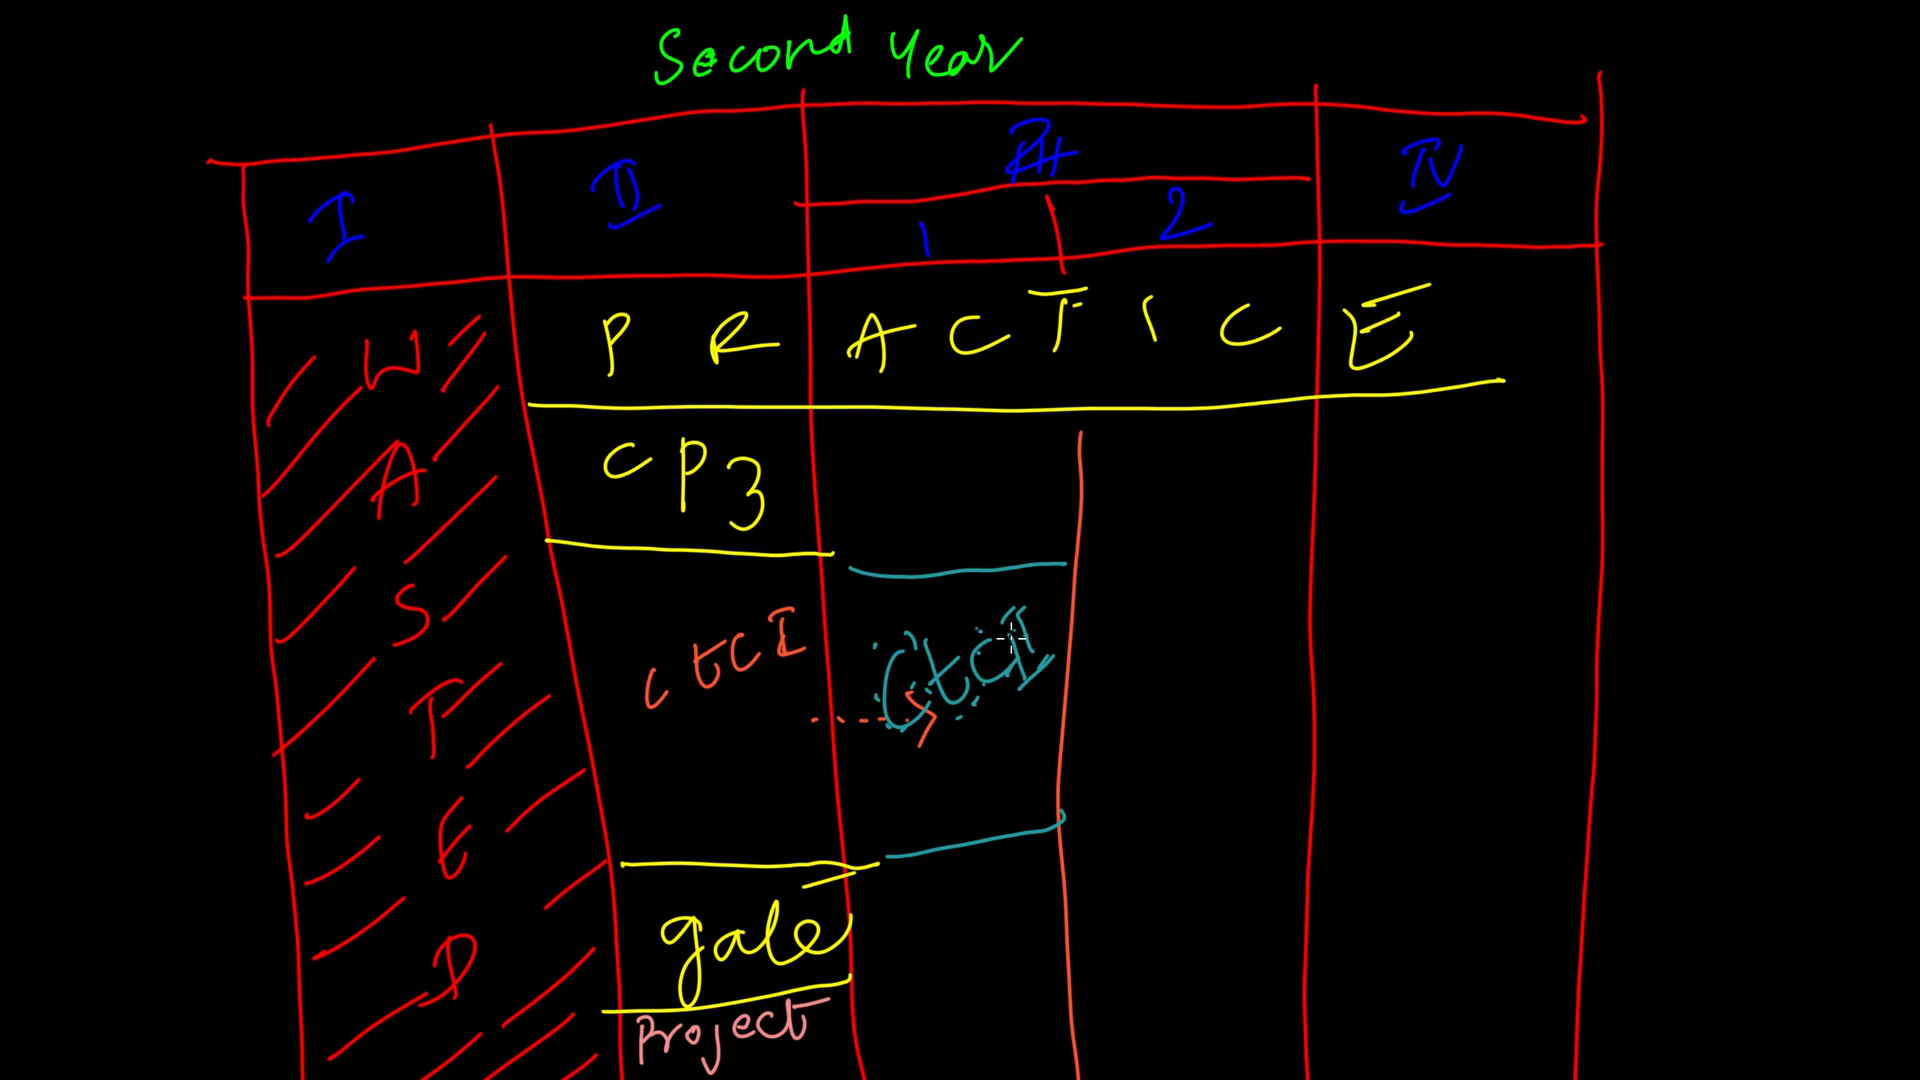 Second Year
I II III IV
1 2
W
A
S
T
E
D
PRACTICE
CP3
CTCI
CTCI
gate
Project